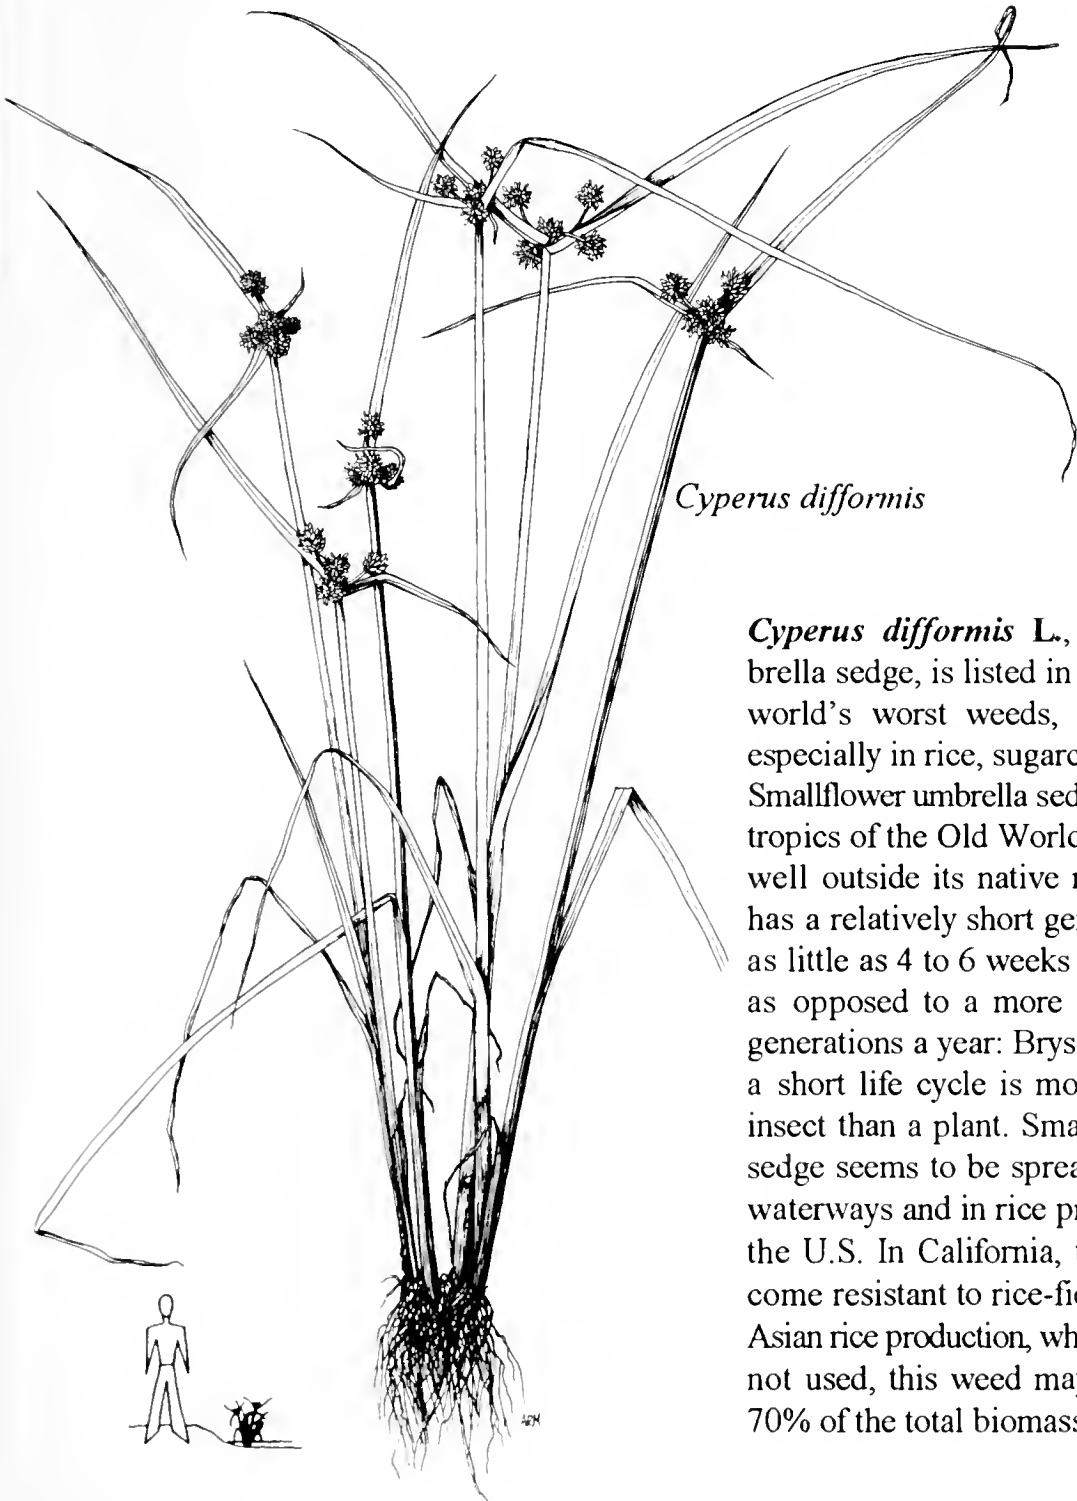 Cyperus difformis
Cyperus difformis L.,
brella sedge, is listed in
world's worst weeds,
especially in rice, sugarc
Smallflower umbrella sed
tropics of the Old World
well outside its native r
has a relatively short ge
as little as 4 to 6 weeks
as opposed to a more
generations a year: Brys
a short life cycle is mo
insect than a plant. Sma
sedge seems to be sprea
waterways and in rice pr
the U.S. In California, t
come resistant to rice-fie
Asian rice production, wh
not used, this weed may
70% of the total biomass